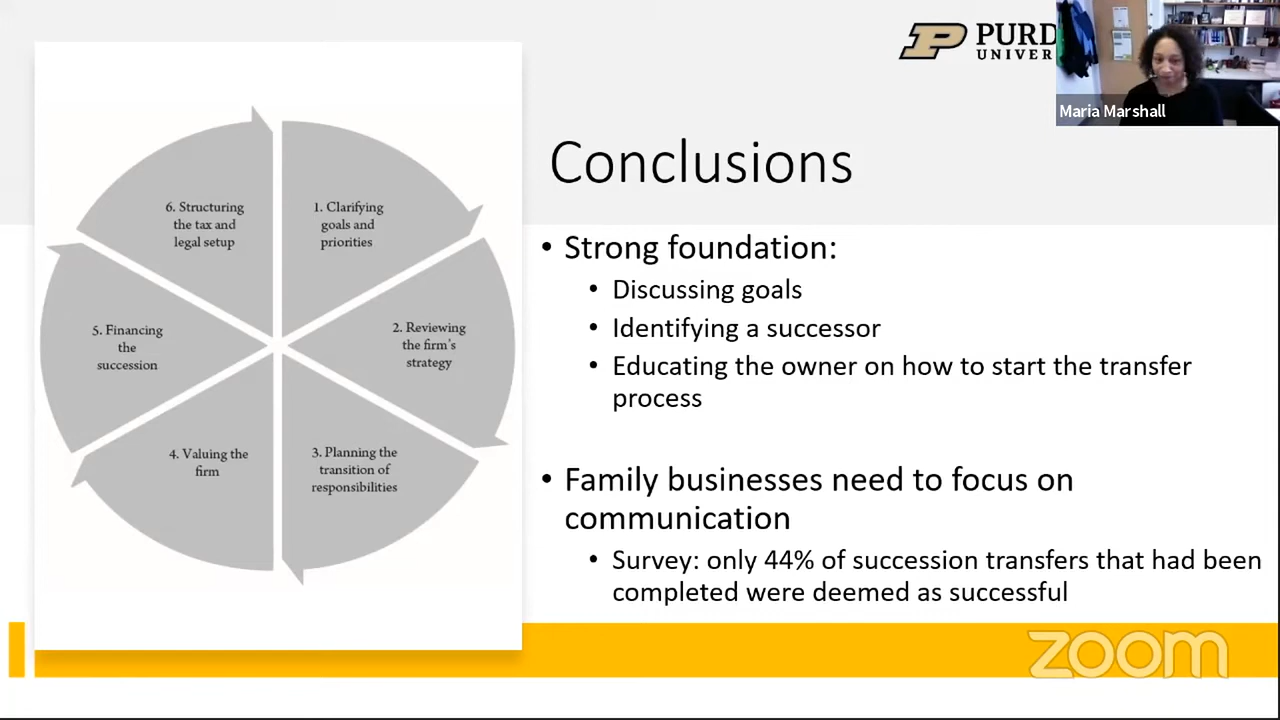 PURD
UNIVER
Maria Marshall
Conclusions
6. Structuring
the tax and
legal setup
1. Clarifying
goals and
priorities
5. Financing
the
succession
2. Reviewing
the firm's
strategy
4. Valuing the
firm
3. Planning the
transition of
responsibilities
• Strong foundation:
• Discussing goals
• Identifying a successor
• Educating the owner on how to start the transfer
process
• Family businesses need to focus on
communication
• Survey: only 44% of succession transfers that had been
completed were deemed as successful
zoom